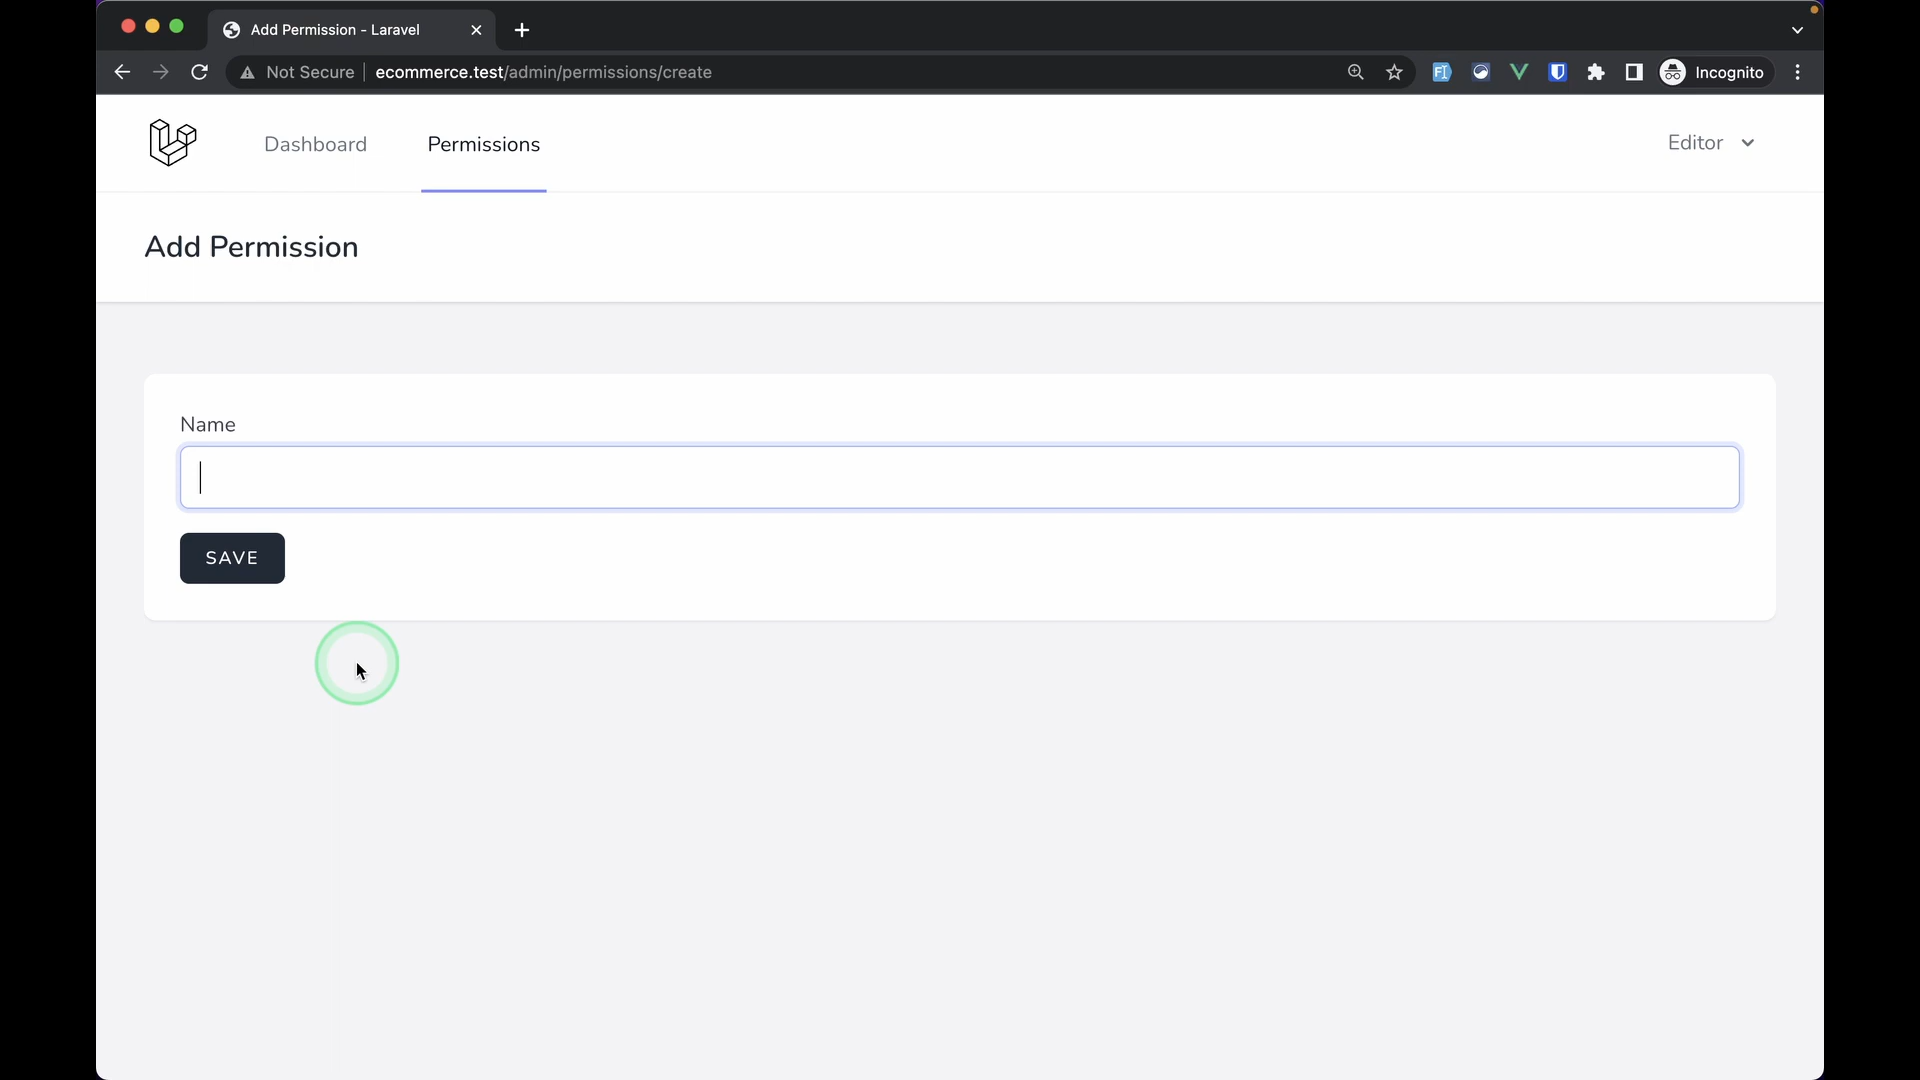 Add Permission - Laravel
Not Secure ecommerce.test/admin/permissions/create Incognito
Dashboard Permissions Editor
Add Permission
Name
SAVE